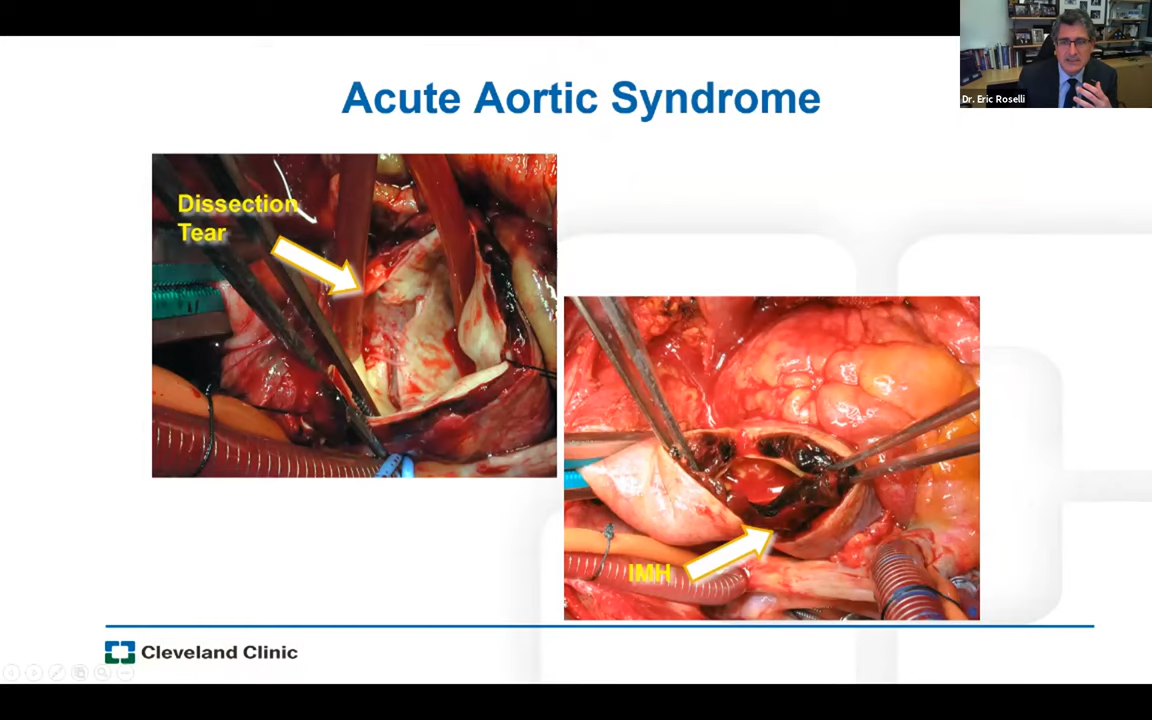 Dr. Eric Roselli
Acute Aortic Syndrome
Dissection
Tear
IMH
Cleveland Clinic